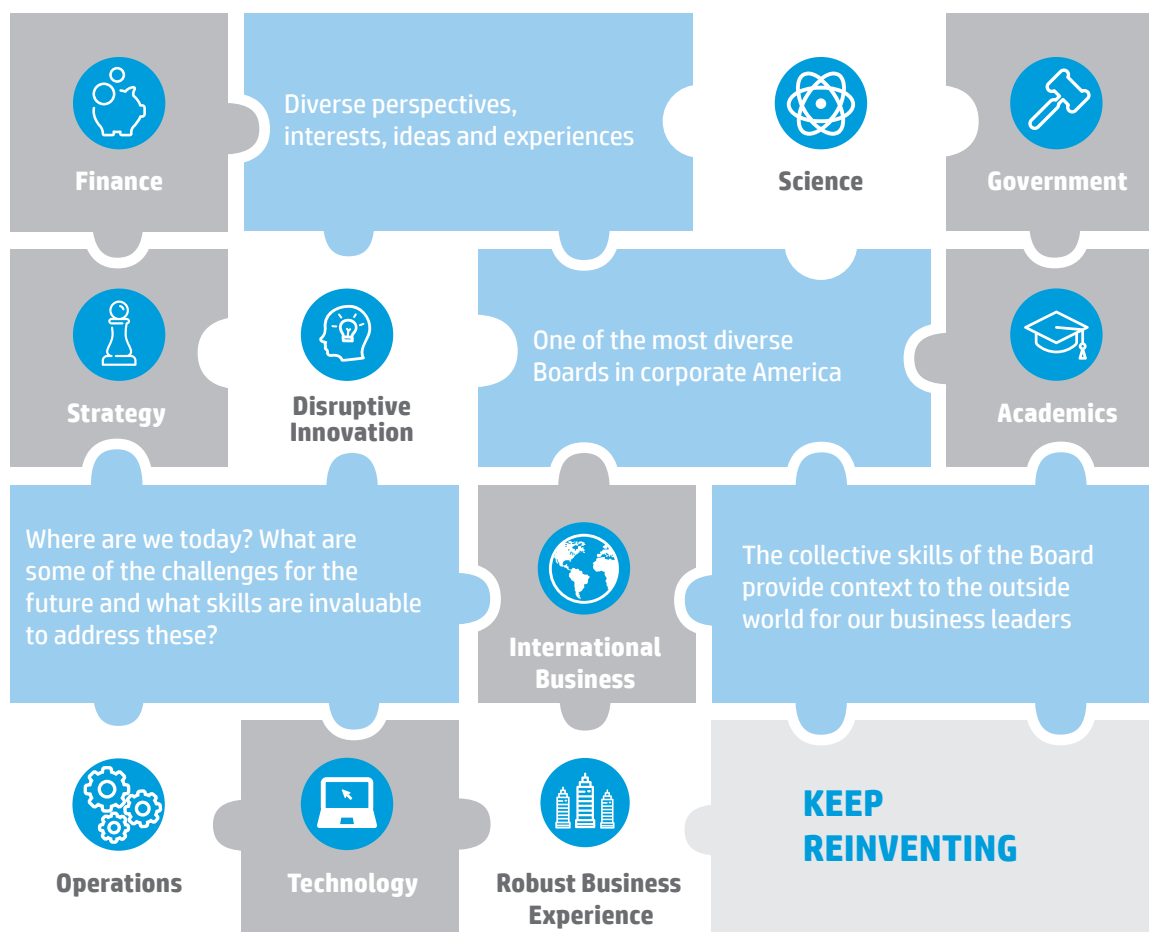 Diverse perspectives,
interests, ideas and experiences
Finance
Science
Government
One of the most diverse
Boards in corporate America
Strategy
Disruptive
Innovation
Academics
Where are we today? What are
some of the challenges for the
future and what skills are invaluable
to address these?
International
Business
The collective skills of the Board
provide context to the outside
world for our business leaders
Operations
Technology
Robust Business
Experience
KEEP
REINVENTING